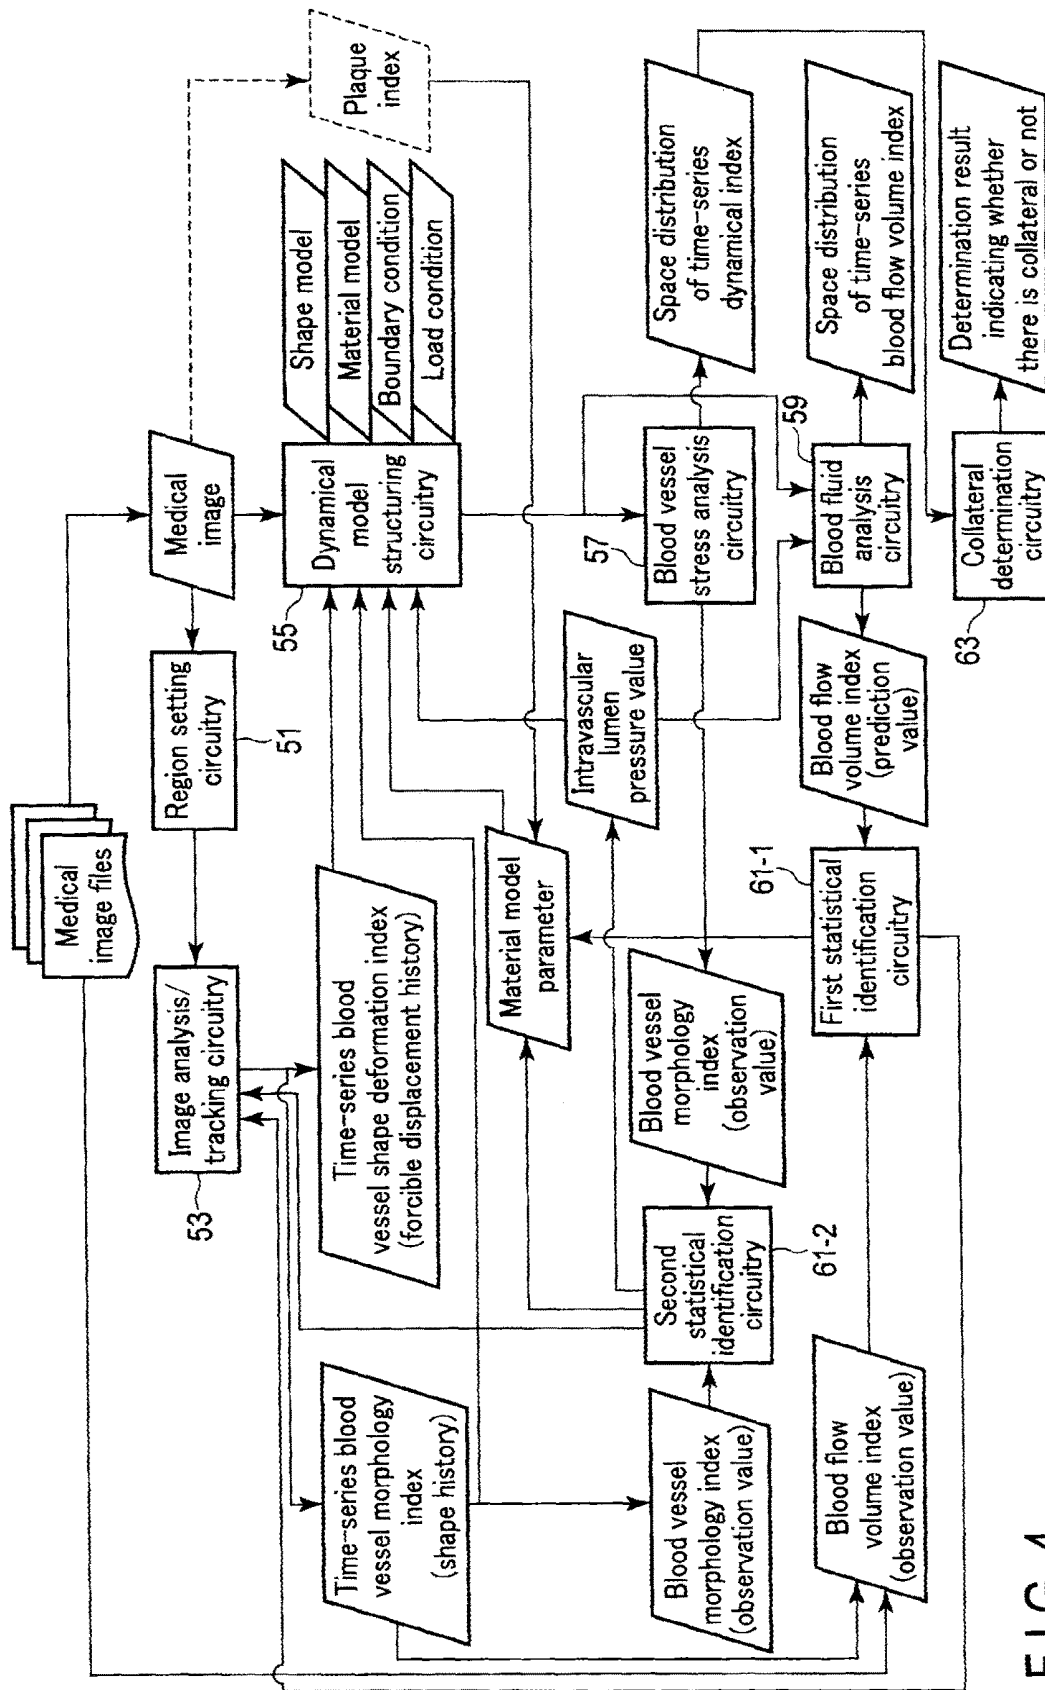 Medical
image files
Medical
image
Plaque
index
Region setting
circuitry
51
Image analysis/
tracking circuitry
53
Shape model
Material model
Boundary condition
Load condition
Dynamical
model
structuring
circuitry
55
Time-series blood
vessel shape deformation index
(forcible displacement history)
Time-series blood
vessel morphology
index
(shape history)
Material model
parameter
Intravascular
lumen
pressure value
Blood vessel
stress analysis
circuitry
57
Space distribution
of time-series
dynamical index
Blood vessel
morphology
index
(observation
value)
Second
statistical
identification
circuitry
61-2
Blood vessel
morphology index
(observation value)
Space distribution
of time-series
blood flow volume index
Blood fluid
analysis
circuitry
59
Blood flow
volume index
(prediction
value)
First statistical
identification
circuitry
61-1
Blood flow
volume index
(observation value)
Determination result
indicating whether
there is collateral or not
Collateral
determination
circuitry
63